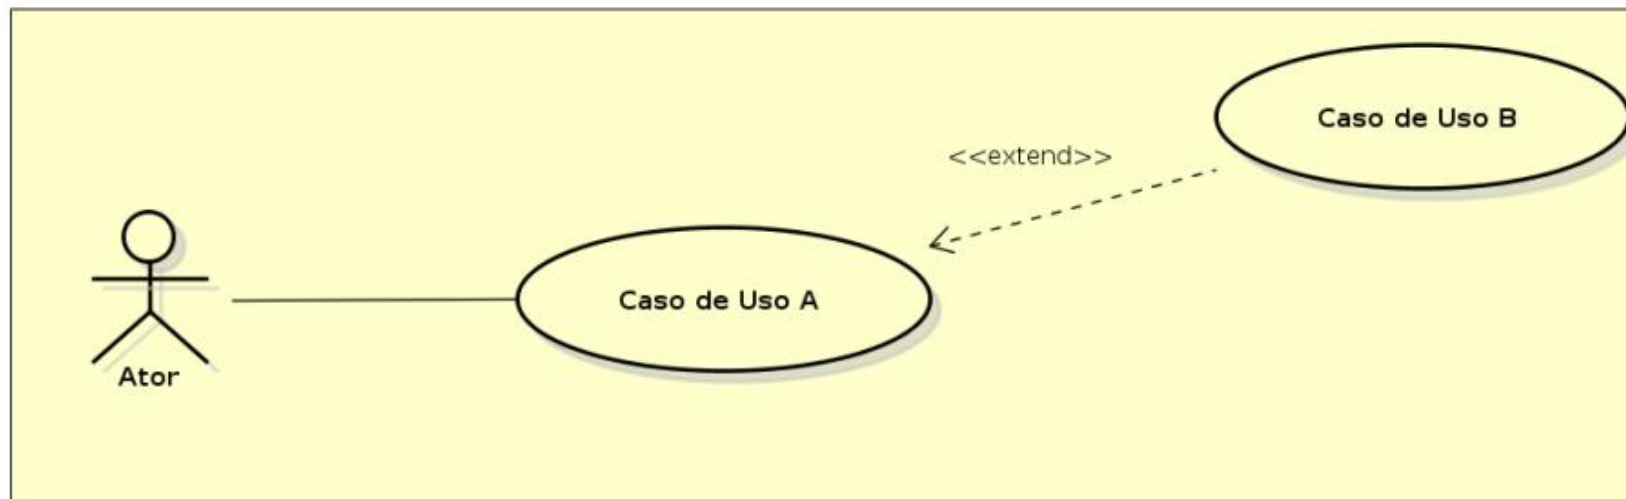 Caso de Uso B
<<extend>>
Caso de Uso A
Ator